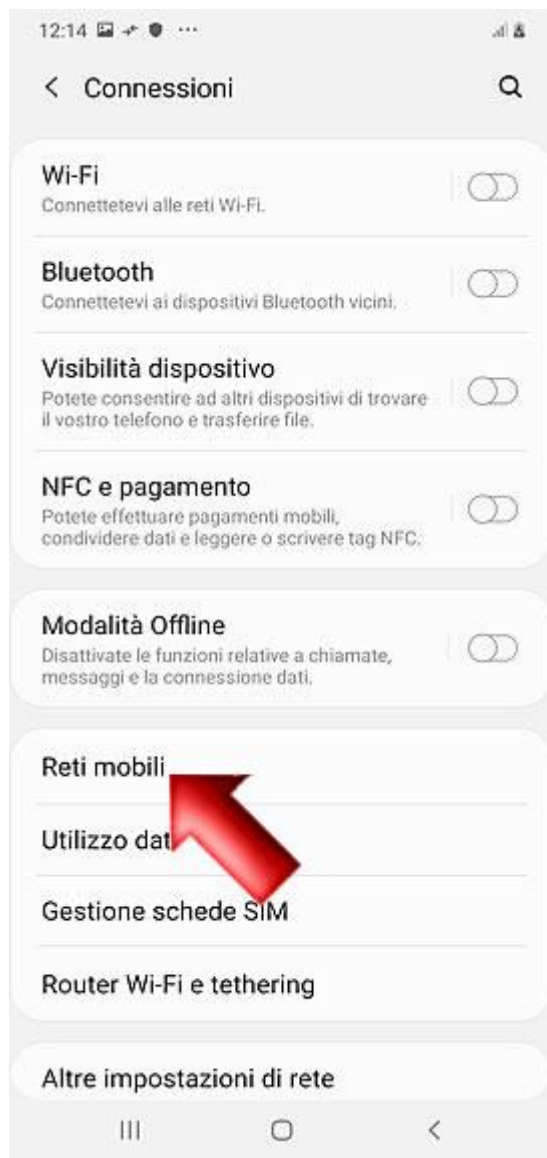 12:14
Connessioni
Wi-Fi
Connettetevi alle reti Wi-Fi.
Bluetooth
Connettetevi ai dispositivi Bluetooth vicini.
Visibilità dispositivo
Potete consentire ad altri dispositivi di trovare
il vostro telefono e trasferire file.
NFC e pagamento
Potete effettuare pagamenti mobili,
condividere dati e leggere o scrivere tag NFC.
Modalità Offline
Disattivate le funzioni relative a chiamate,
messaggi e la connessione dati.
Reti mobili
Utilizzo dat
Gestione schede SIM
Router Wi-Fi e tethering
Altre impostazioni di rete